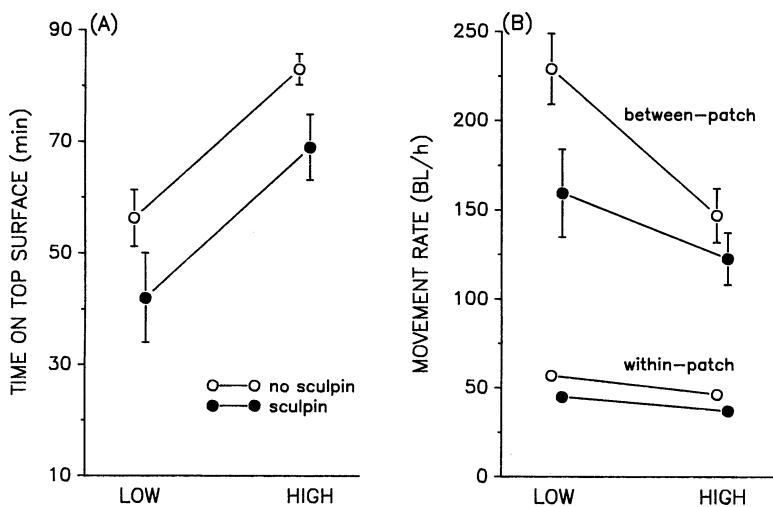 (A)
TIME ON TOP SURFACE (min)
90
70
50
30
10
no sculpin
sculpin
LOW
HIGH
(B)
MOVEMENT RATE (BL/h)
250
200
150
100
50
0
between-patch
within-patch
LOW
HIGH